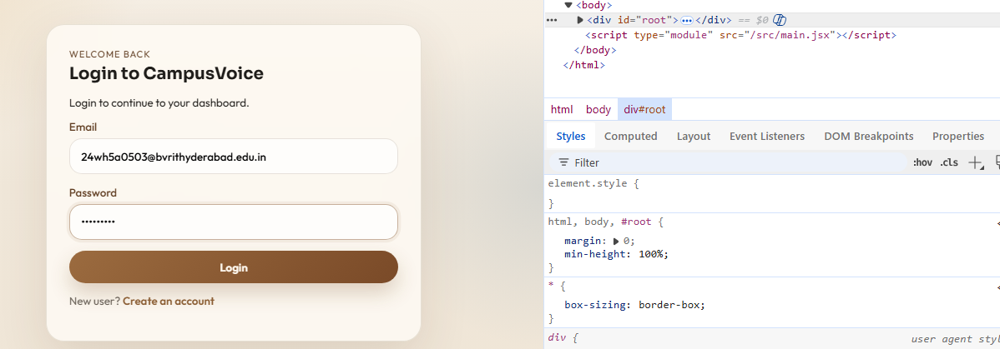 WELCOME BACK
Login to CampusVoice
Login to continue to your dashboard.
Email
24wh5a0503@bvrithyderabad.edu.in
Password
•••••••••
Login
New user? Create an account
<body>
••• <div id="root"> ••• </div> == $0
<script type="module" src="/src/main.jsx"></script>
</body>
</html>
html body div#root
Styles Computed Layout Event Listeners DOM Breakpoints Properties
Filter :hov .cls
element.style {
}
html, body, #root {
margin: 0;
min-height: 100%;
}
* {
box-sizing: border-box;
}
div {
user agent